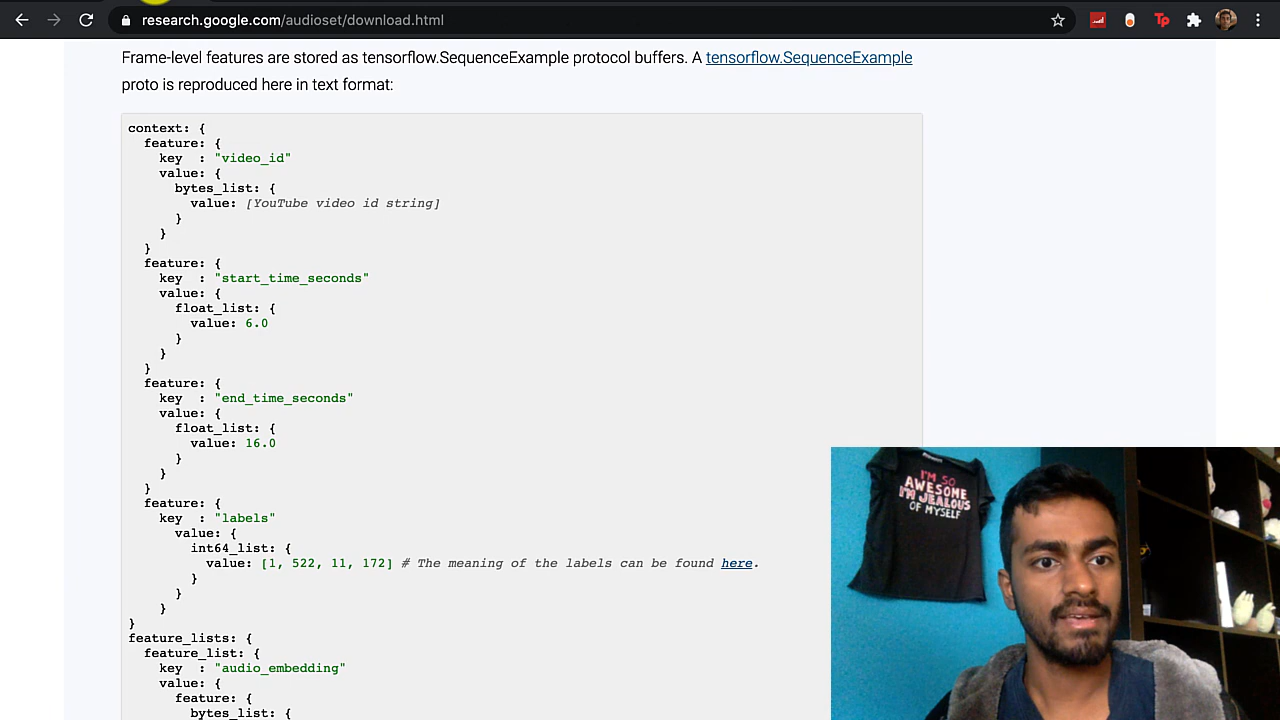 research.google.com/audioset/download.html
Tp
Frame-level features are stored as tensorflow.SequenceExample protocol buffers. A tensorflow.SequenceExample
proto is reproduced here in text format:
context: {
feature: {
key : "video_id"
value: {
bytes_list: {
value: [YouTube video id string]
}
}
}
feature: {
key : "start_time_seconds"
value: {
float_list: {
value: 6.0
}
}
}
feature: {
key : "end_time_seconds"
value: {
float_list: {
value: 16.0
}
}
}
feature: {
key : "labels"
value: {
int64_list: {
value: [1, 522, 11, 172] # The meaning of the labels can be found here.
}
}
}
}
feature_lists: {
feature_list: {
key : "audio_embedding"
value: {
feature: {
bytes_list: {
I'M SO
AWESOME
I'M JEALOUS
OF MYSELF